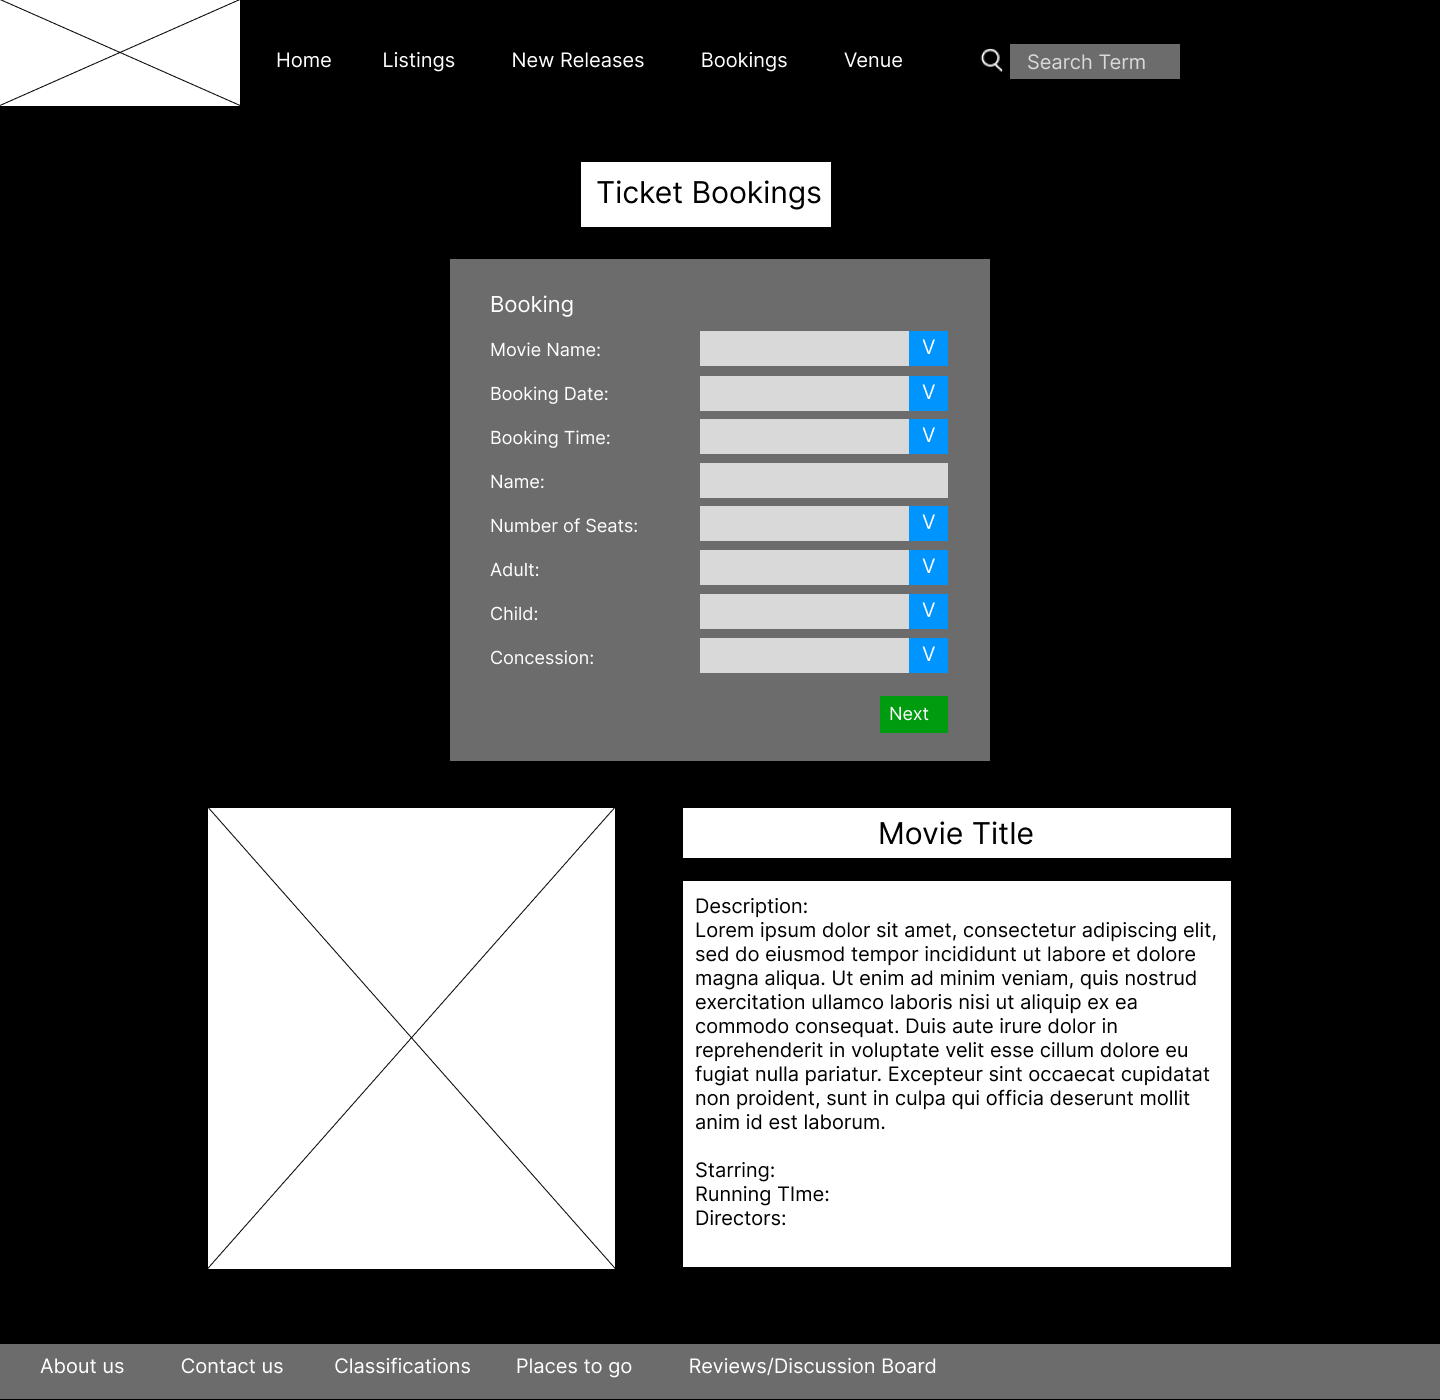 Home Listings New Releases Bookings Venue Search Term
Ticket Bookings
Booking
Movie Name: V
Booking Date: V
Booking Time: V
Name:
Number of Seats: V
Adult: V
Child: V
Concession: V
Next
Movie Title
Description:
Lorem ipsum dolor sit amet, consectetur adipiscing elit,
sed do eiusmod tempor incididunt ut labore et dolore
magna aliqua. Ut enim ad minim veniam, quis nostrud
exercitation ullamco laboris nisi ut aliquip ex ea
commodo consequat. Duis aute irure dolor in
reprehenderit in voluptate velit esse cillum dolore eu
fugiat nulla pariatur. Excepteur sint occaecat cupidatat
non proident, sunt in culpa qui officia deserunt mollit
anim id est laborum.
Starring:
Running TIme:
Directors:
About us Contact us Classifications Places to go Reviews/Discussion Board